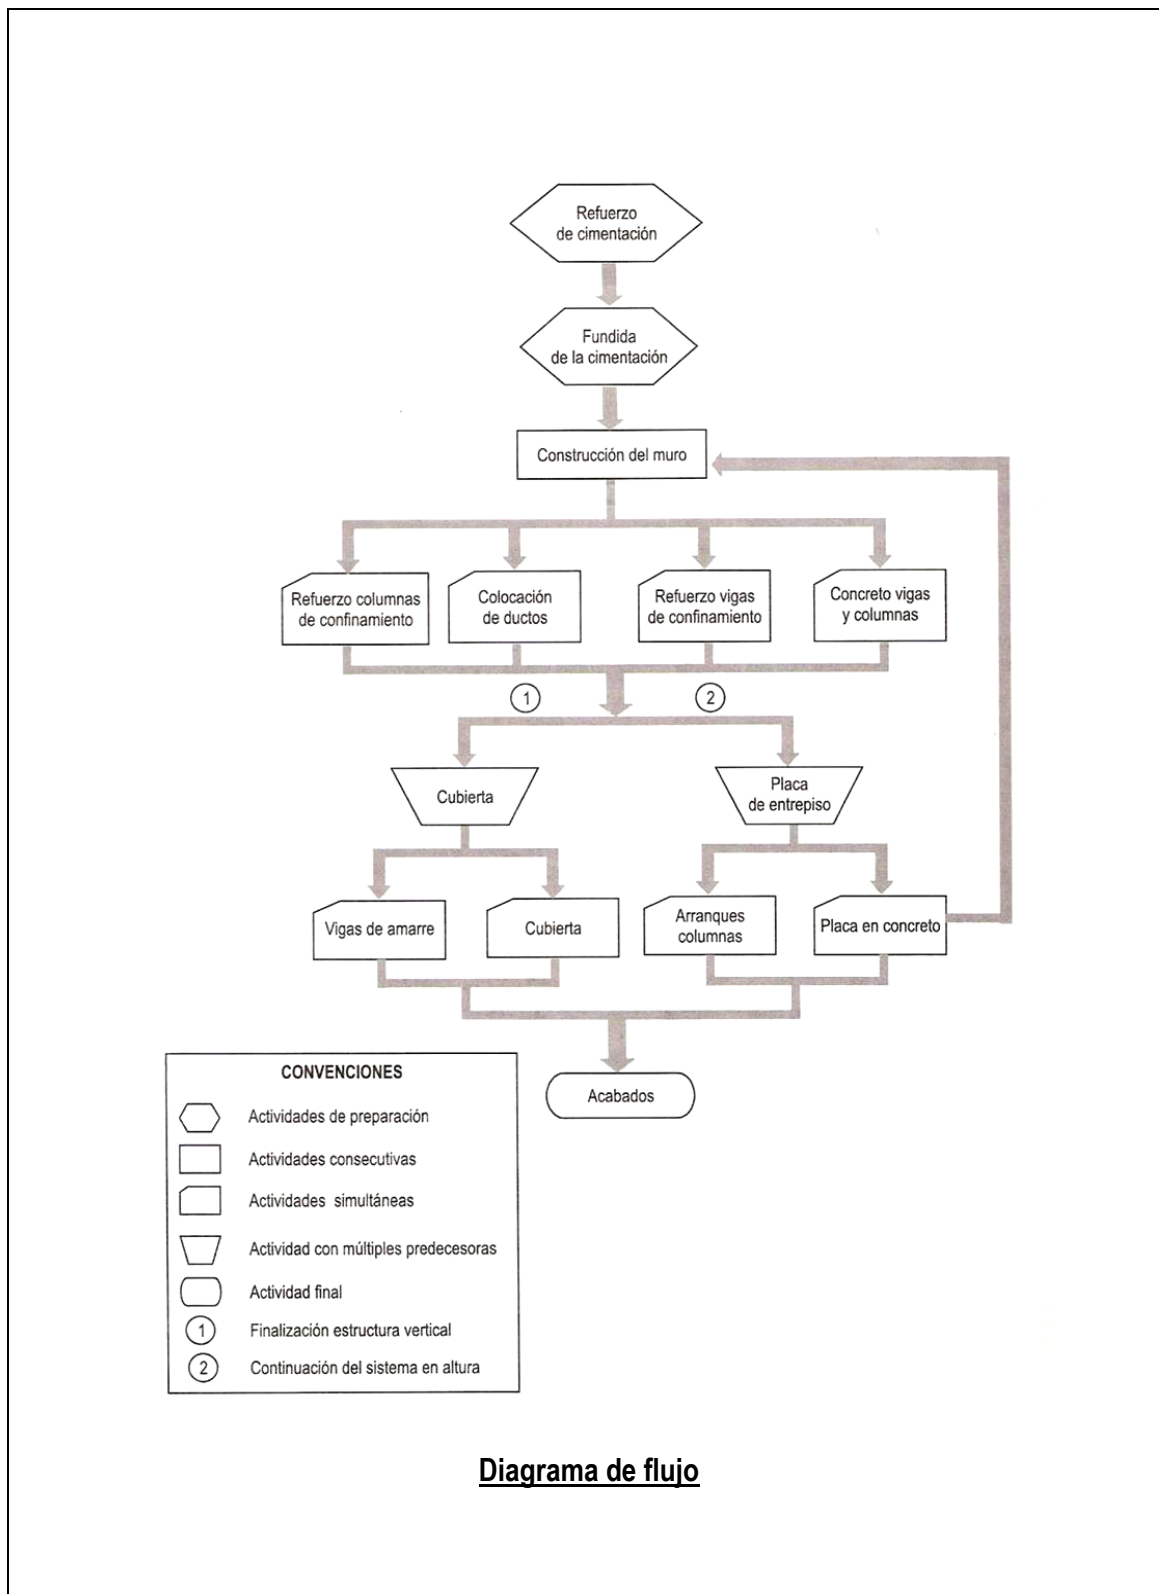 Refuerzo
de cimentación
Fundida
de la cimentación
Construcción del muro
Refuerzo columnas
de confinamiento
Colocación
de ductos
Refuerzo vigas
de confinamiento
Concreto vigas
y columnas
1
2
Cubierta
Placa
de entrepiso
Vigas de amarre
Cubierta
Arranques
columnas
Placa en concreto
Acabados
CONVENCIONES
Actividades de preparación
Actividades consecutivas
Actividades simultáneas
Actividad con múltiples predecesoras
Actividad final
1 Finalización estructura vertical
2 Continuación del sistema en altura
Diagrama de flujo